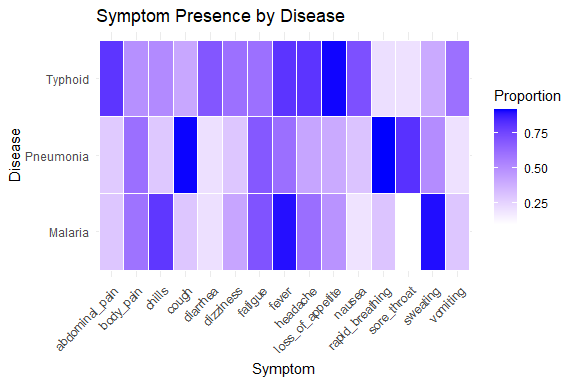 Symptom Presence by Disease
Disease
Typhoid
Pneumonia
Malaria
abdominal_pain
body_pain
chills
cough
diarrhea
dizziness
fatigue
fever
headache
loss_of_appetite
nausea
rapid_breathing
sore_throat
sweating
vomiting
Symptom
Proportion
0.75
0.50
0.25